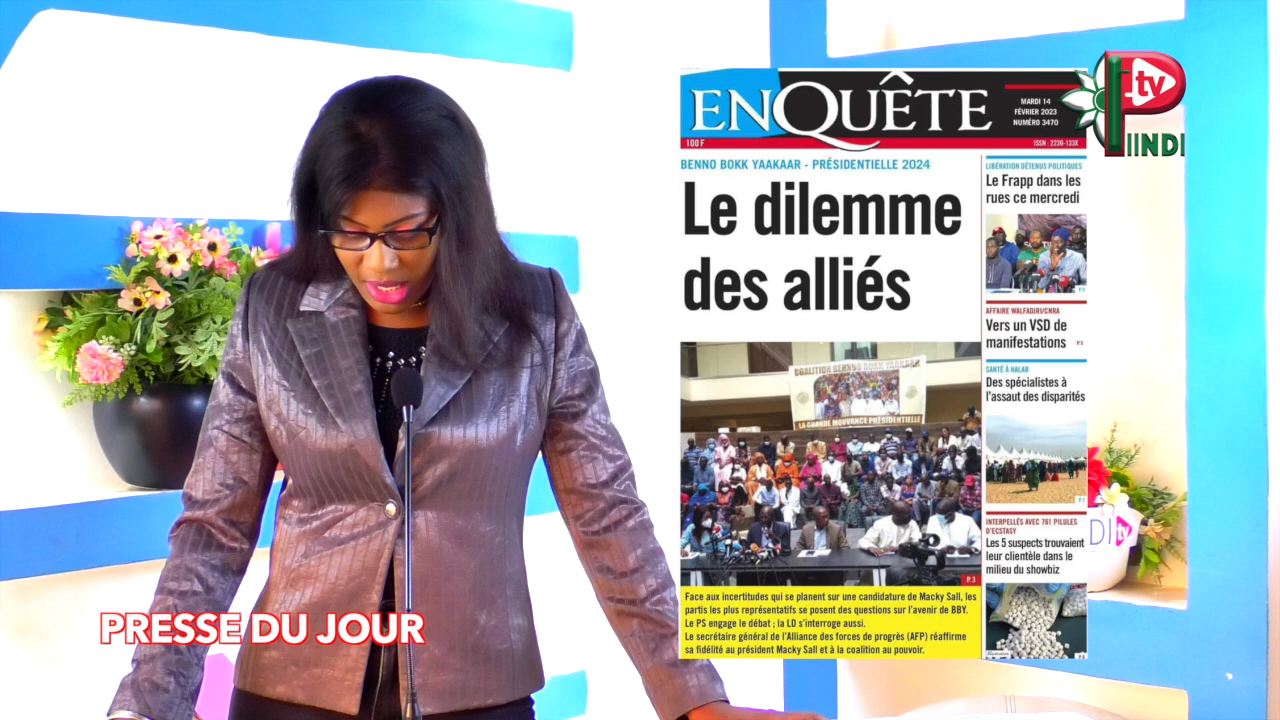 ENQUÊTE
MARDI 14
FÉVRIER 2023
NUMÉRO 3470
100 F
ISSN : 2230-133X
tv
PIINDI
BENNO BOKK YAAKAAR - PRÉSIDENTIELLE 2024
Le dilemme
des alliés
COALITION BENNO BOKK YAAKAAR
LA GRANDE MOUVANCE PRÉSIDENTIELLE
P.3
Face aux incertitudes qui se planent sur une candidature de Macky Sall, les
partis les plus représentatifs se posent des questions sur l'avenir de BBY.
Le PS engage le débat ; la LD s'interroge aussi.
Le secrétaire général de l'Alliance des forces de progrès (AFP) réaffirme
sa fidélité au président Macky Sall et à la coalition au pouvoir.
LIBÉRATION DÉTENUS POLITIQUES
Le Frapp dans les
rues ce mercredi
AFFAIRE WALFADJRI/CNRA
Vers un VSD de
manifestations
SANTÉ À HALAR
Des spécialistes à
l'assaut des disparités
INTERPELLÉS AVEC 761 PILULES
D'ECSTASY
Les 5 suspects trouvaient
leur clientèle dans le
milieu du showbiz
DI tv
PRESSE DU JOUR